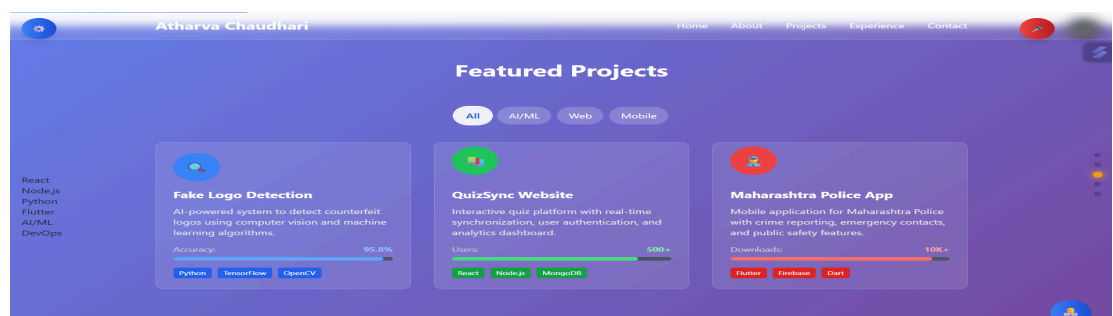 Atharva Chaudhari
Home About Projects Experience Contact
Featured Projects
All AI/ML Web Mobile
React
Node.js
Python
Flutter
AI/ML
DevOps
Fake Logo Detection
AI-powered system to detect counterfeit
logos using computer vision and machine
learning algorithms.
Accuracy: 95.8%
Python TensorFlow OpenCV
QuizSync Website
Interactive quiz platform with real-time
synchronization, user authentication, and
analytics dashboard.
Users: 500+
React Node.js MongoDB
Maharashtra Police App
Mobile application for Maharashtra Police
with crime reporting, emergency contacts,
and public safety features.
Downloads: 10K+
Flutter Firebase Dart